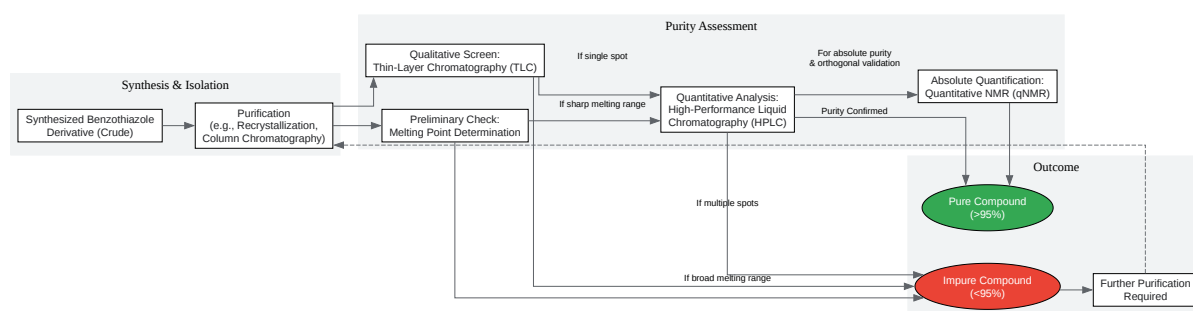 Purity Assessment
Synthesis & Isolation
Synthesized Benzothiazole
Derivative (Crude)
Purification
(e.g., Recrystallization,
Column Chromatography)
Qualitative Screen:
Thin-Layer Chromatography (TLC)
Preliminary Check:
Melting Point Determination
If single spot
If sharp melting range
Quantitative Analysis:
High-Performance Liquid
Chromatography (HPLC)
For absolute purity
& orthogonal validation
Purity Confirmed
Absolute Quantification:
Quantitative NMR (qNMR)
Outcome
Pure Compound
(>95%)
If multiple spots
If broad melting range
Impure Compound
(<95%)
Further Purification
Required